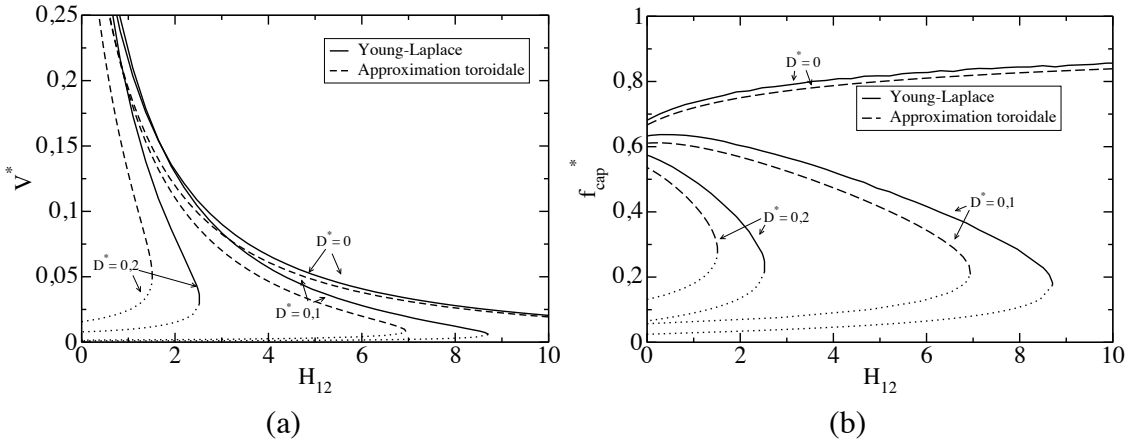 0,25
0,2
0,15
0,1
0,05
0
V*
Young-Laplace
Approximation toroidale
D*=0
D*=0,2
D*=0,1
0 2 4 6 8 10
H12
(a)
1
0,8
0,6
0,4
0,2
0
fcap*
D*=0
Young-Laplace
Approximation toroidale
D*=0,1
D*=0,2
0 2 4 6 8 10
H12
(b)